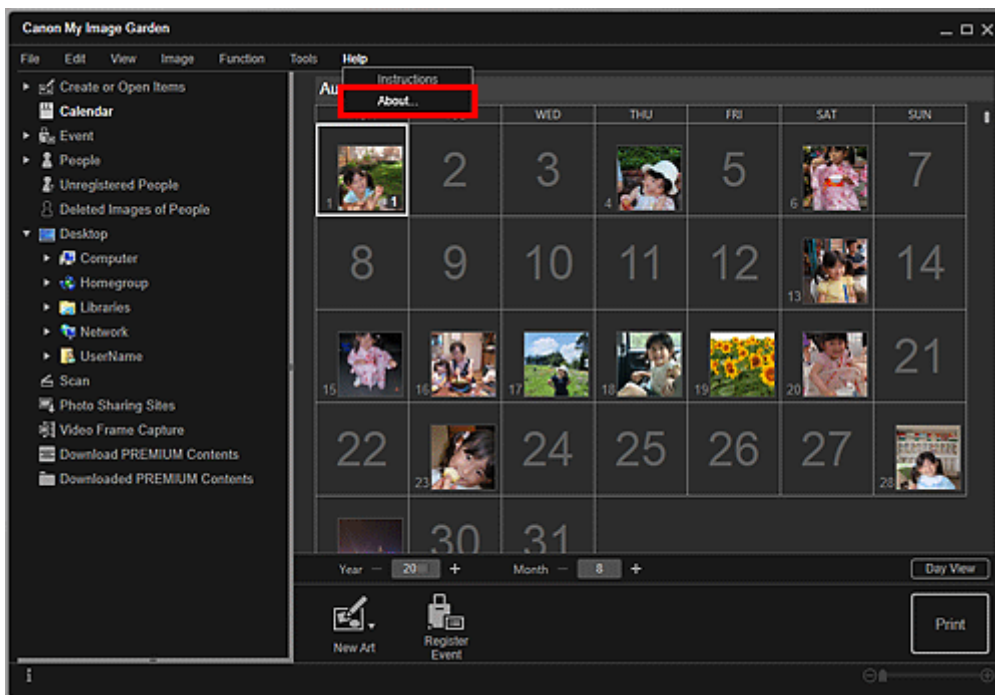 Canon My Image Garden
File Edit View Image Function Tools Help
Instructions
About...
Create or Open Items
Calendar
Event
People
Unregistered People
Deleted Images of People
Desktop
Computer
Homegroup
Libraries
Network
UserName
Scan
Photo Sharing Sites
Video Frame Capture
Download PREMIUM Contents
Downloaded PREMIUM Contents
Au
WED THU FRI SAT SUN
1 1 2 3 4 5 6 7
8 9 10 11 12 13 14
15 16 17 18 19 20 21
22 23 24 25 26 27 28
30 31
Year − 20 + Month − 8 + Day View
New Art
Register
Event
Print
i